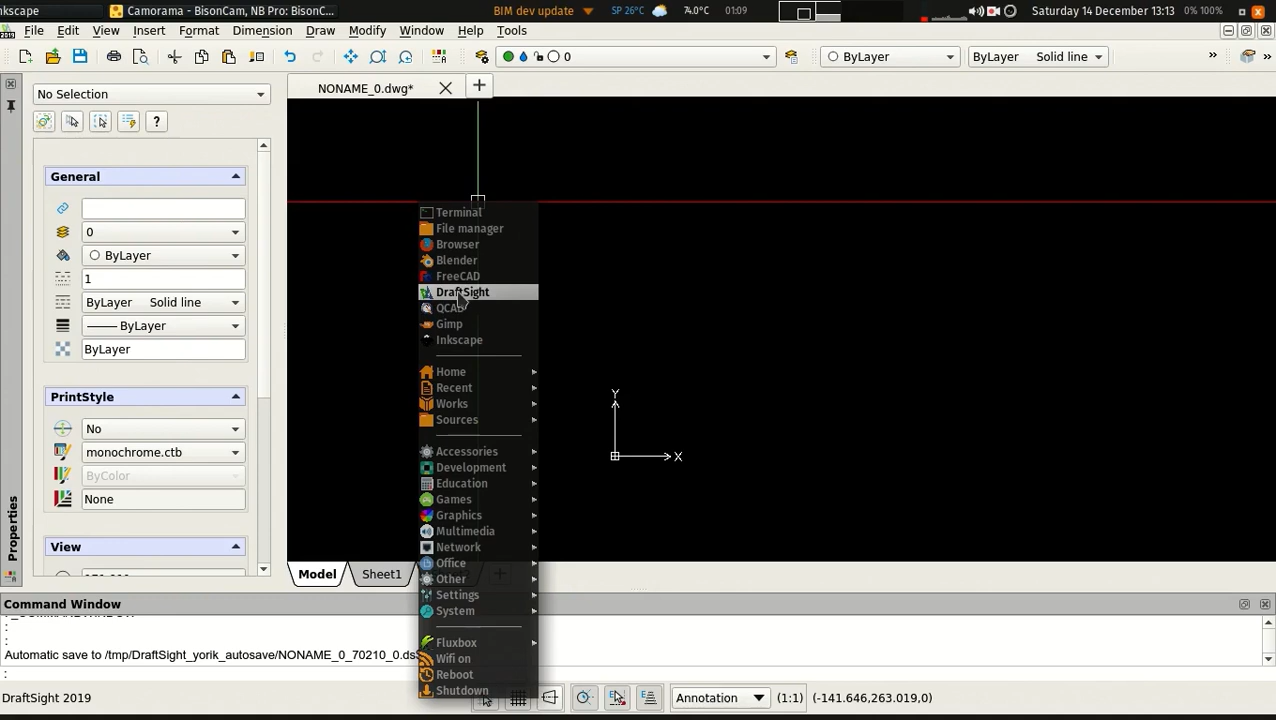 nkscape
Camorama - BisonCam, NB Pro: BisonC...
BIM dev update
SP 26°C
74.0°C
01:09
Saturday 14 December 13:13
0% 100%
2019
File Edit View Insert Format Dimension Draw Modify Window Help Tools
0
ByLayer
ByLayer Solid line
NONAME_0.dwg*
No Selection
General
0
ByLayer
1
ByLayer Solid line
ByLayer
ByLayer
PrintStyle
No
monochrome.ctb
ByColor
None
View
Properties
Terminal
File manager
Browser
Blender
FreeCAD
DraftSight
QCAD
Gimp
Inkscape
Home
Recent
Works
Sources
Accessories
Development
Education
Games
Graphics
Multimedia
Network
Office
Other
Settings
System
Fluxbox
Wifi on
Reboot
Shutdown
Y
X
Model
Sheet1
Command Window
:
:
Automatic save to /tmp/DraftSight_yorik_autosave/NONAME_0_70210_0.ds
:
DraftSight 2019
Annotation
(1:1)
(-141.646,263.019,0)